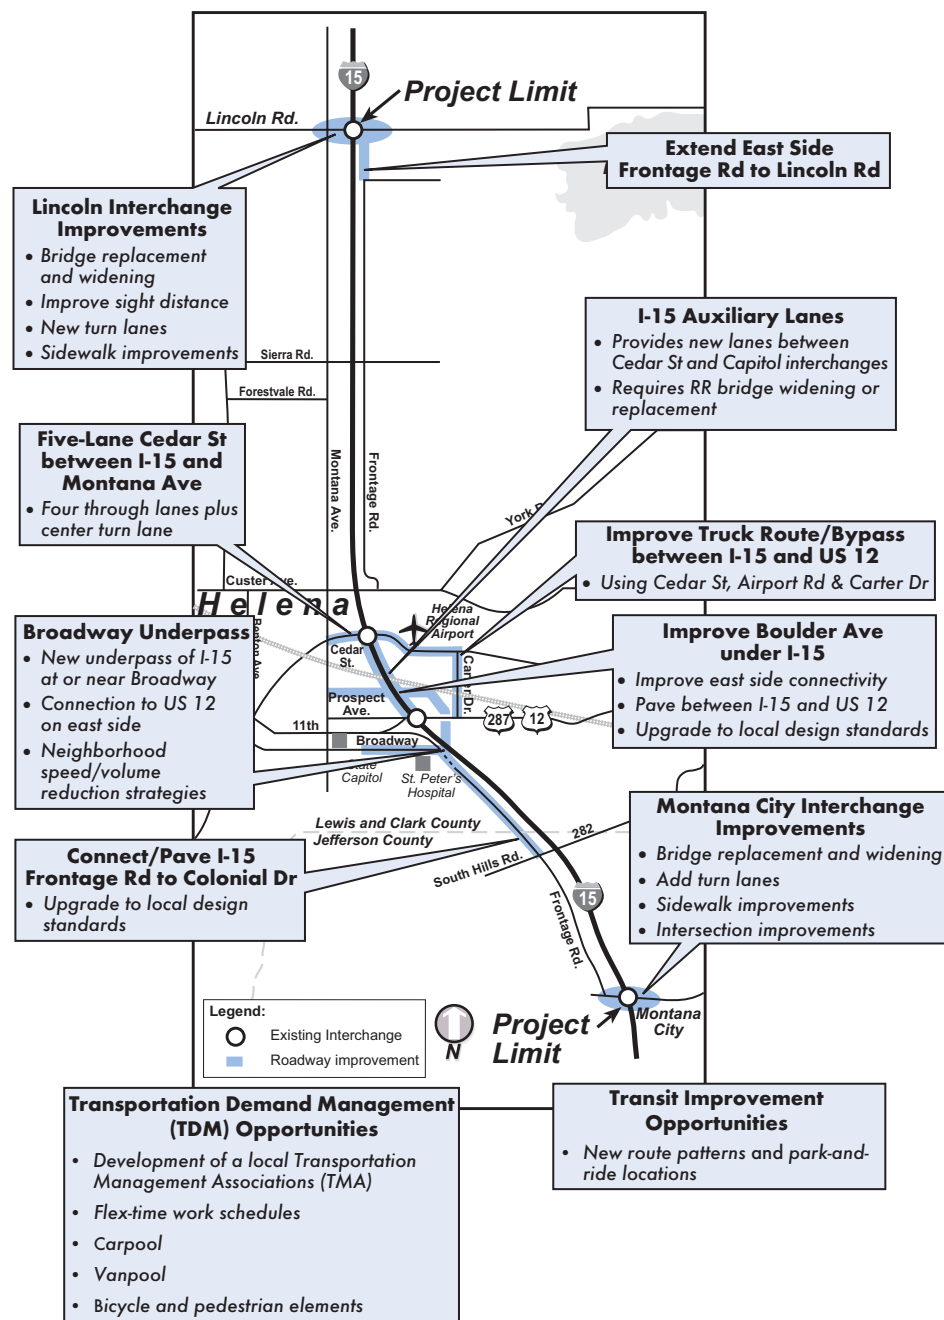 15
Project Limit
Lincoln Rd.
Extend East Side
Frontage Rd to Lincoln Rd
Lincoln Interchange
Improvements
• Bridge replacement
and widening
• Improve sight distance
• New turn lanes
• Sidewalk improvements
I-15 Auxiliary Lanes
• Provides new lanes between
Cedar St and Capitol interchanges
• Requires RR bridge widening or
replacement
Sierra Rd.
Forestvale Rd.
Five-Lane Cedar St
between I-15 and
Montana Ave
• Four through lanes plus
center turn lane
Montana Ave.
Frontage Rd.
York
Improve Truck Route/Bypass
between I-15 and US 12
• Using Cedar St, Airport Rd & Carter Dr
Custer Ave.
Helena
Helena
Regional
Airport
Benton Ave
Broadway Underpass
• New underpass of I-15
at or near Broadway
• Connection to US 12
on east side
• Neighborhood
speed/volume
reduction strategies
Cedar
St.
Carter Dr.
Improve Boulder Ave
under I-15
• Improve east side connectivity
• Pave between I-15 and US 12
• Upgrade to local design standards
Prospect
Ave.
287
12
11th
Broadway
State
Capitol
St. Peter's
Hospital
Lewis and Clark County
Jefferson County
282
South Hills Rd.
Montana City Interchange
Improvements
• Bridge replacement and widening
• Add turn lanes
• Sidewalk improvements
• Intersection improvements
Connect/Pave I-15
Frontage Rd to Colonial Dr
• Upgrade to local design
standards
15
Frontage Rd.
Legend:
Existing Interchange
Roadway improvement
N
Project
Limit
Montana
City
Transportation Demand Management
(TDM) Opportunities
• Development of a local Transportation
Management Associations (TMA)
• Flex-time work schedules
• Carpool
• Vanpool
• Bicycle and pedestrian elements
Transit Improvement
Opportunities
• New route patterns and park-and-
ride locations